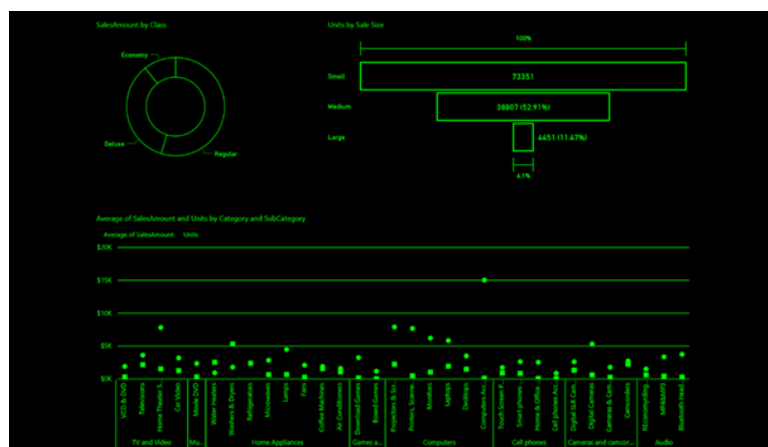 SalesAmount by Class
Economy
Deluxe
Regular
Units by Sale Size
100%
Small
73351
Medium
38807 (52.91%)
Large
4451 (11.47%)
6.1%
Average of SalesAmount and Units by Category and SubCategory
Average of SalesAmount Units
$20K
$15K
$10K
$5K
$0K
VCD & DVD
Televisions
Home Theater S...
Car Video
Movie DVD
Water Heaters
Washers & Dryers
Refrigerators
Microwaves
Lamps
Fans
Coffee Machines
Air Conditioners
Download Games
Boxed Games
Projectors & Scr...
Printers, Scanne...
Monitors
Laptops
Desktops
Computers Acc...
Touch Screen P...
Smart phones ...
Home & Office ...
Cell phones Acc...
Digital SLR Cam...
Digital Cameras
Cameras & Cam...
Camcorders
Recording...
MP4&MP3
Bluetooth Head...
TV and Video
Mu...
Home Appliances
Games a...
Computers
Cell phones
Cameras and camcor...
Audio